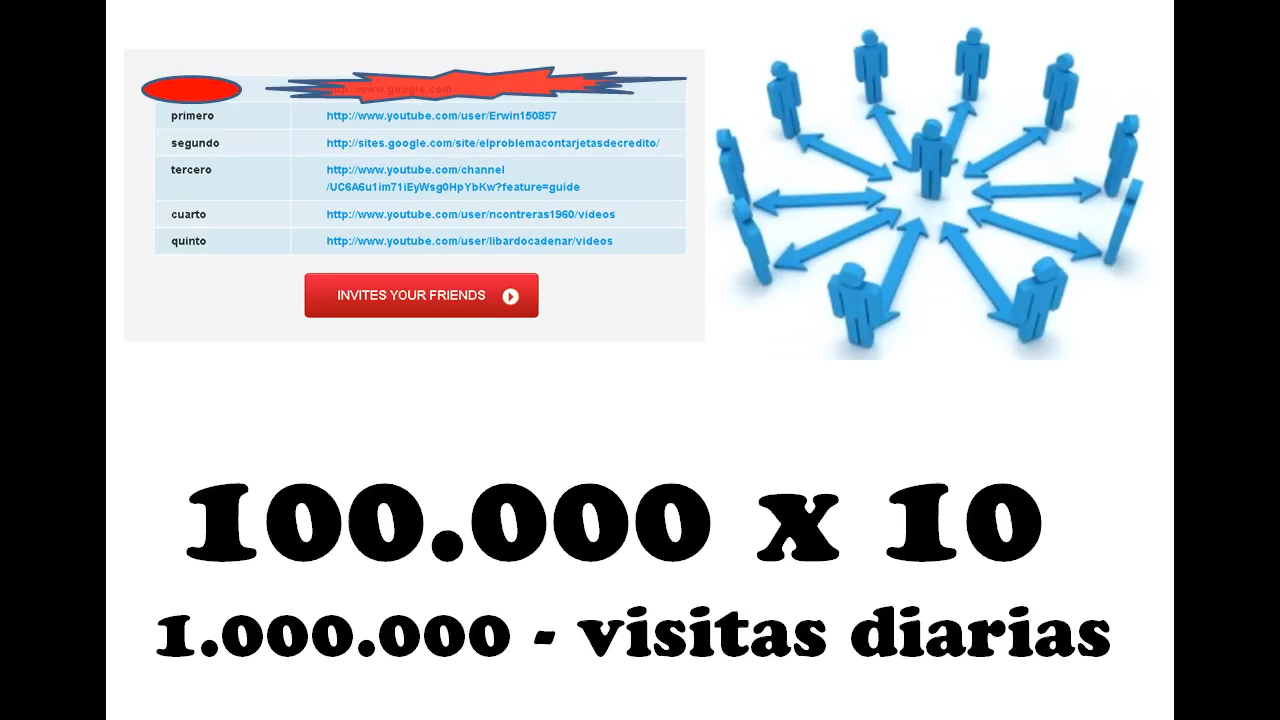 http://www.google.com
primero http://www.youtube.com/user/Erwin150857
segundo http://sites.google.com/site/elproblemacontarjetasdecredito/
tercero http://www.youtube.com/channel
/UC6A6u1im71iEyWsg0HpYbKw?feature=guide
cuarto http://www.youtube.com/user/ncontreras1960/videos
quinto http://www.youtube.com/user/libardocadenar/videos
INVITES YOUR FRIENDS
100.000 x 10
1.000.000 - visitas diarias